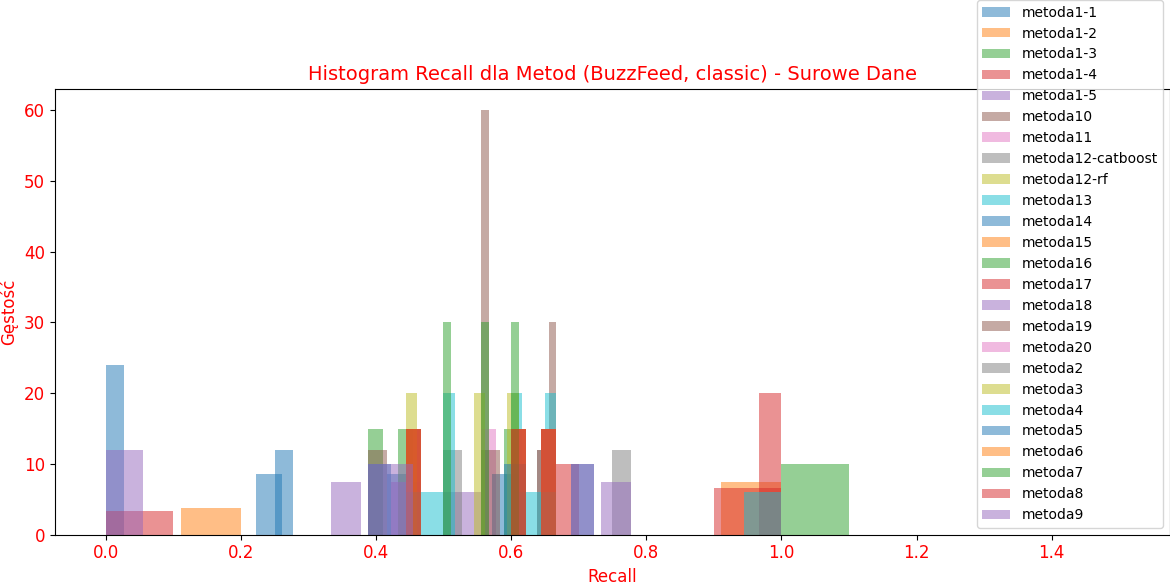 Histogram Recall dla Metod (BuzzFeed, classic) - Surowe Dane
Gęstość
60
50
40
30
20
10
0
0.0
0.2
0.4
0.6
0.8
1.0
1.2
1.4
Recall
metoda1-1
metoda1-2
metoda1-3
metoda1-4
metoda1-5
metoda10
metoda11
metoda12-catboost
metoda12-rf
metoda13
metoda14
metoda15
metoda16
metoda17
metoda18
metoda19
metoda20
metoda2
metoda3
metoda4
metoda5
metoda6
metoda7
metoda8
metoda9